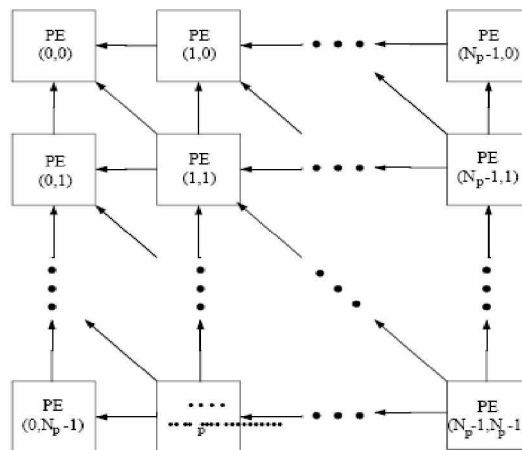 PE
(0,0)
PE
(1,0)
PE
(Nₚ-1,0)
PE
(0,1)
PE
(1,1)
PE
(Nₚ-1,1)
PE
(0,Nₚ-1)
p
PE
(Nₚ-1,Nₚ-1)